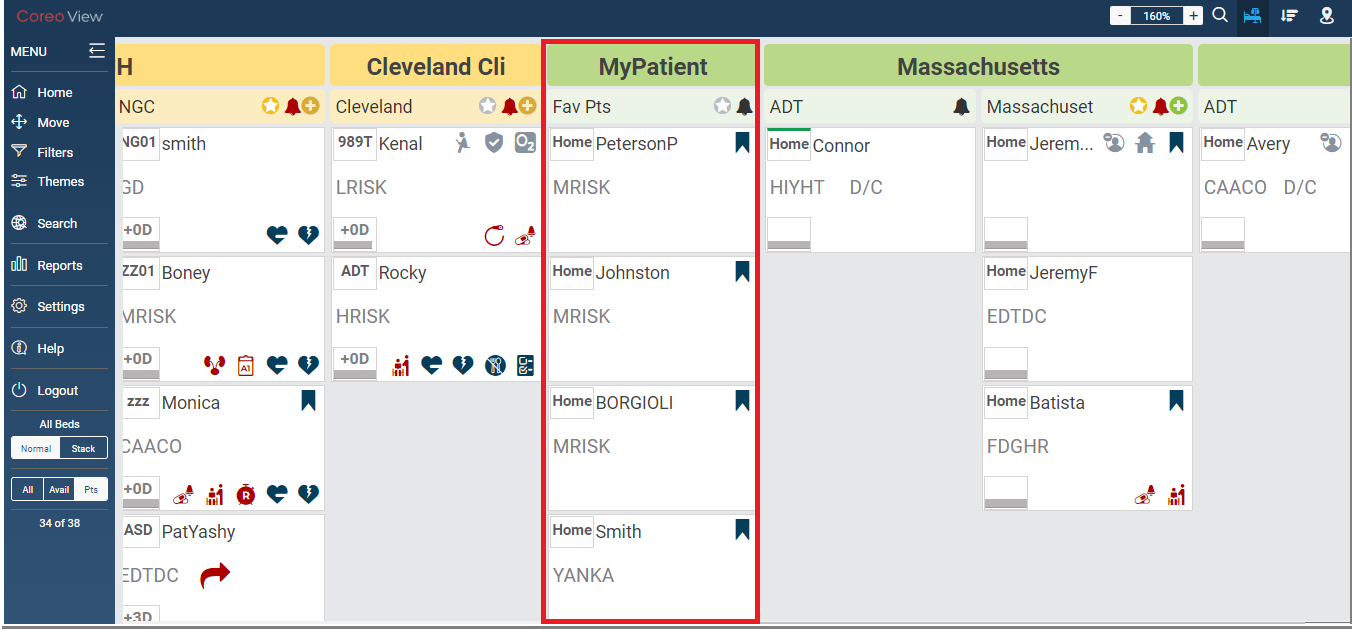 Coreo View
- 160% +
MENU
Home
Move
Filters
Themes
Search
Reports
Settings
Help
Logout
All Beds
Normal Stack
All Avail Pts
34 of 38
H
NGC
NG01 smith
GD
+0D
ZZ01 Boney
MRISK
+0D
A1
zzz Monica
CAACO
+0D
R
ASD PatYashy
EDTDC
+3D
Cleveland Cli
Cleveland
989T Kenal O2
LRISK
+0D
ADT Rocky
HRISK
+0D
MyPatient
Fav Pts
Home PetersonP
MRISK
Home Johnston
MRISK
Home BORGIOLI
MRISK
Home Smith
YANKA
Massachusetts
ADT
Home Connor
HIYHT D/C
Massachuset
Home Jerem...
Home JeremyF
EDTDC
Home Batista
FDGHR
ADT
Home Avery
CAACO D/C